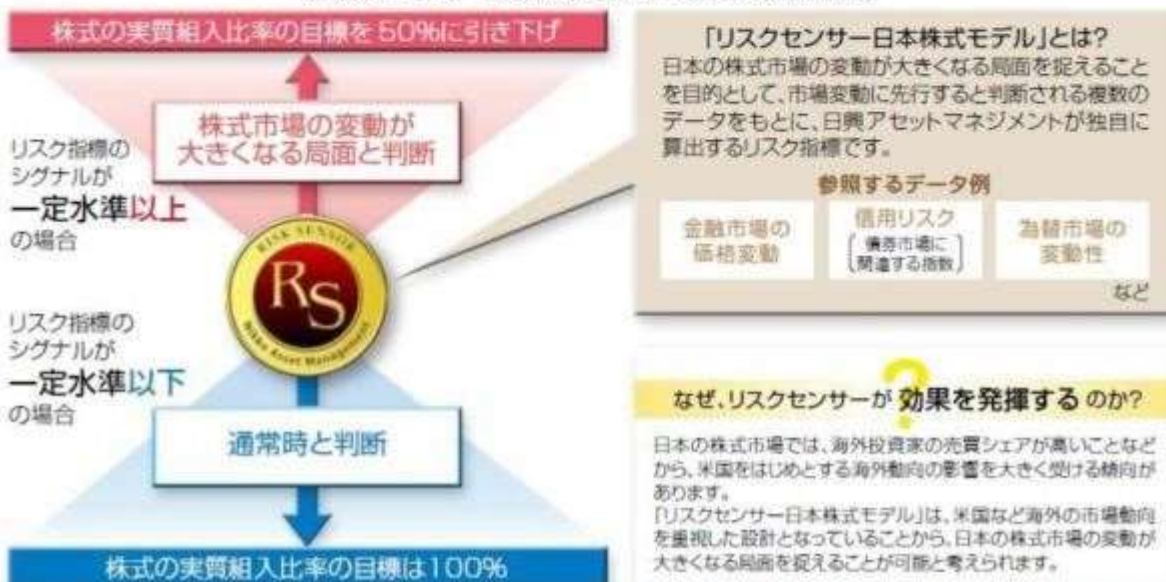 株式の実質組入比率の目標を50%に引き下げ
株式市場の変動が
大きくなる局面と判断
リスク指標の
シグナルが
一定水準以上
の場合
RISK SENSOR
RS
Nikko Asset Management
リスク指標の
シグナルが
一定水準以下
の場合
通常時と判断
株式の実質組入比率の目標は100%
「リスクセンサー日本株式モデル」とは?
日本の株式市場の変動が大きくなる局面を捉えること
を目的として、市場変動に先行すると判断される複数の
データをもとに、日興アセットマネジメントが独自に
算出するリスク指標です。
参照するデータ例
金融市場の
価格変動
信用リスク
(債券市場に
関連する指数)
為替市場の
変動性
など
?
なぜ、リスクセンサーが効果を発揮するのか?
日本の株式市場では、海外投資家の売買シェアが高いことなど
から、米国をはじめとする海外動向の影響を大きく受ける傾向が
あります。
「リスクセンサー日本株式モデル」は、米国など海外の市場動向
を重視した設計となっていることから、日本の株式市場の変動が
大きくなる局面を捉えることが可能と考えられます。